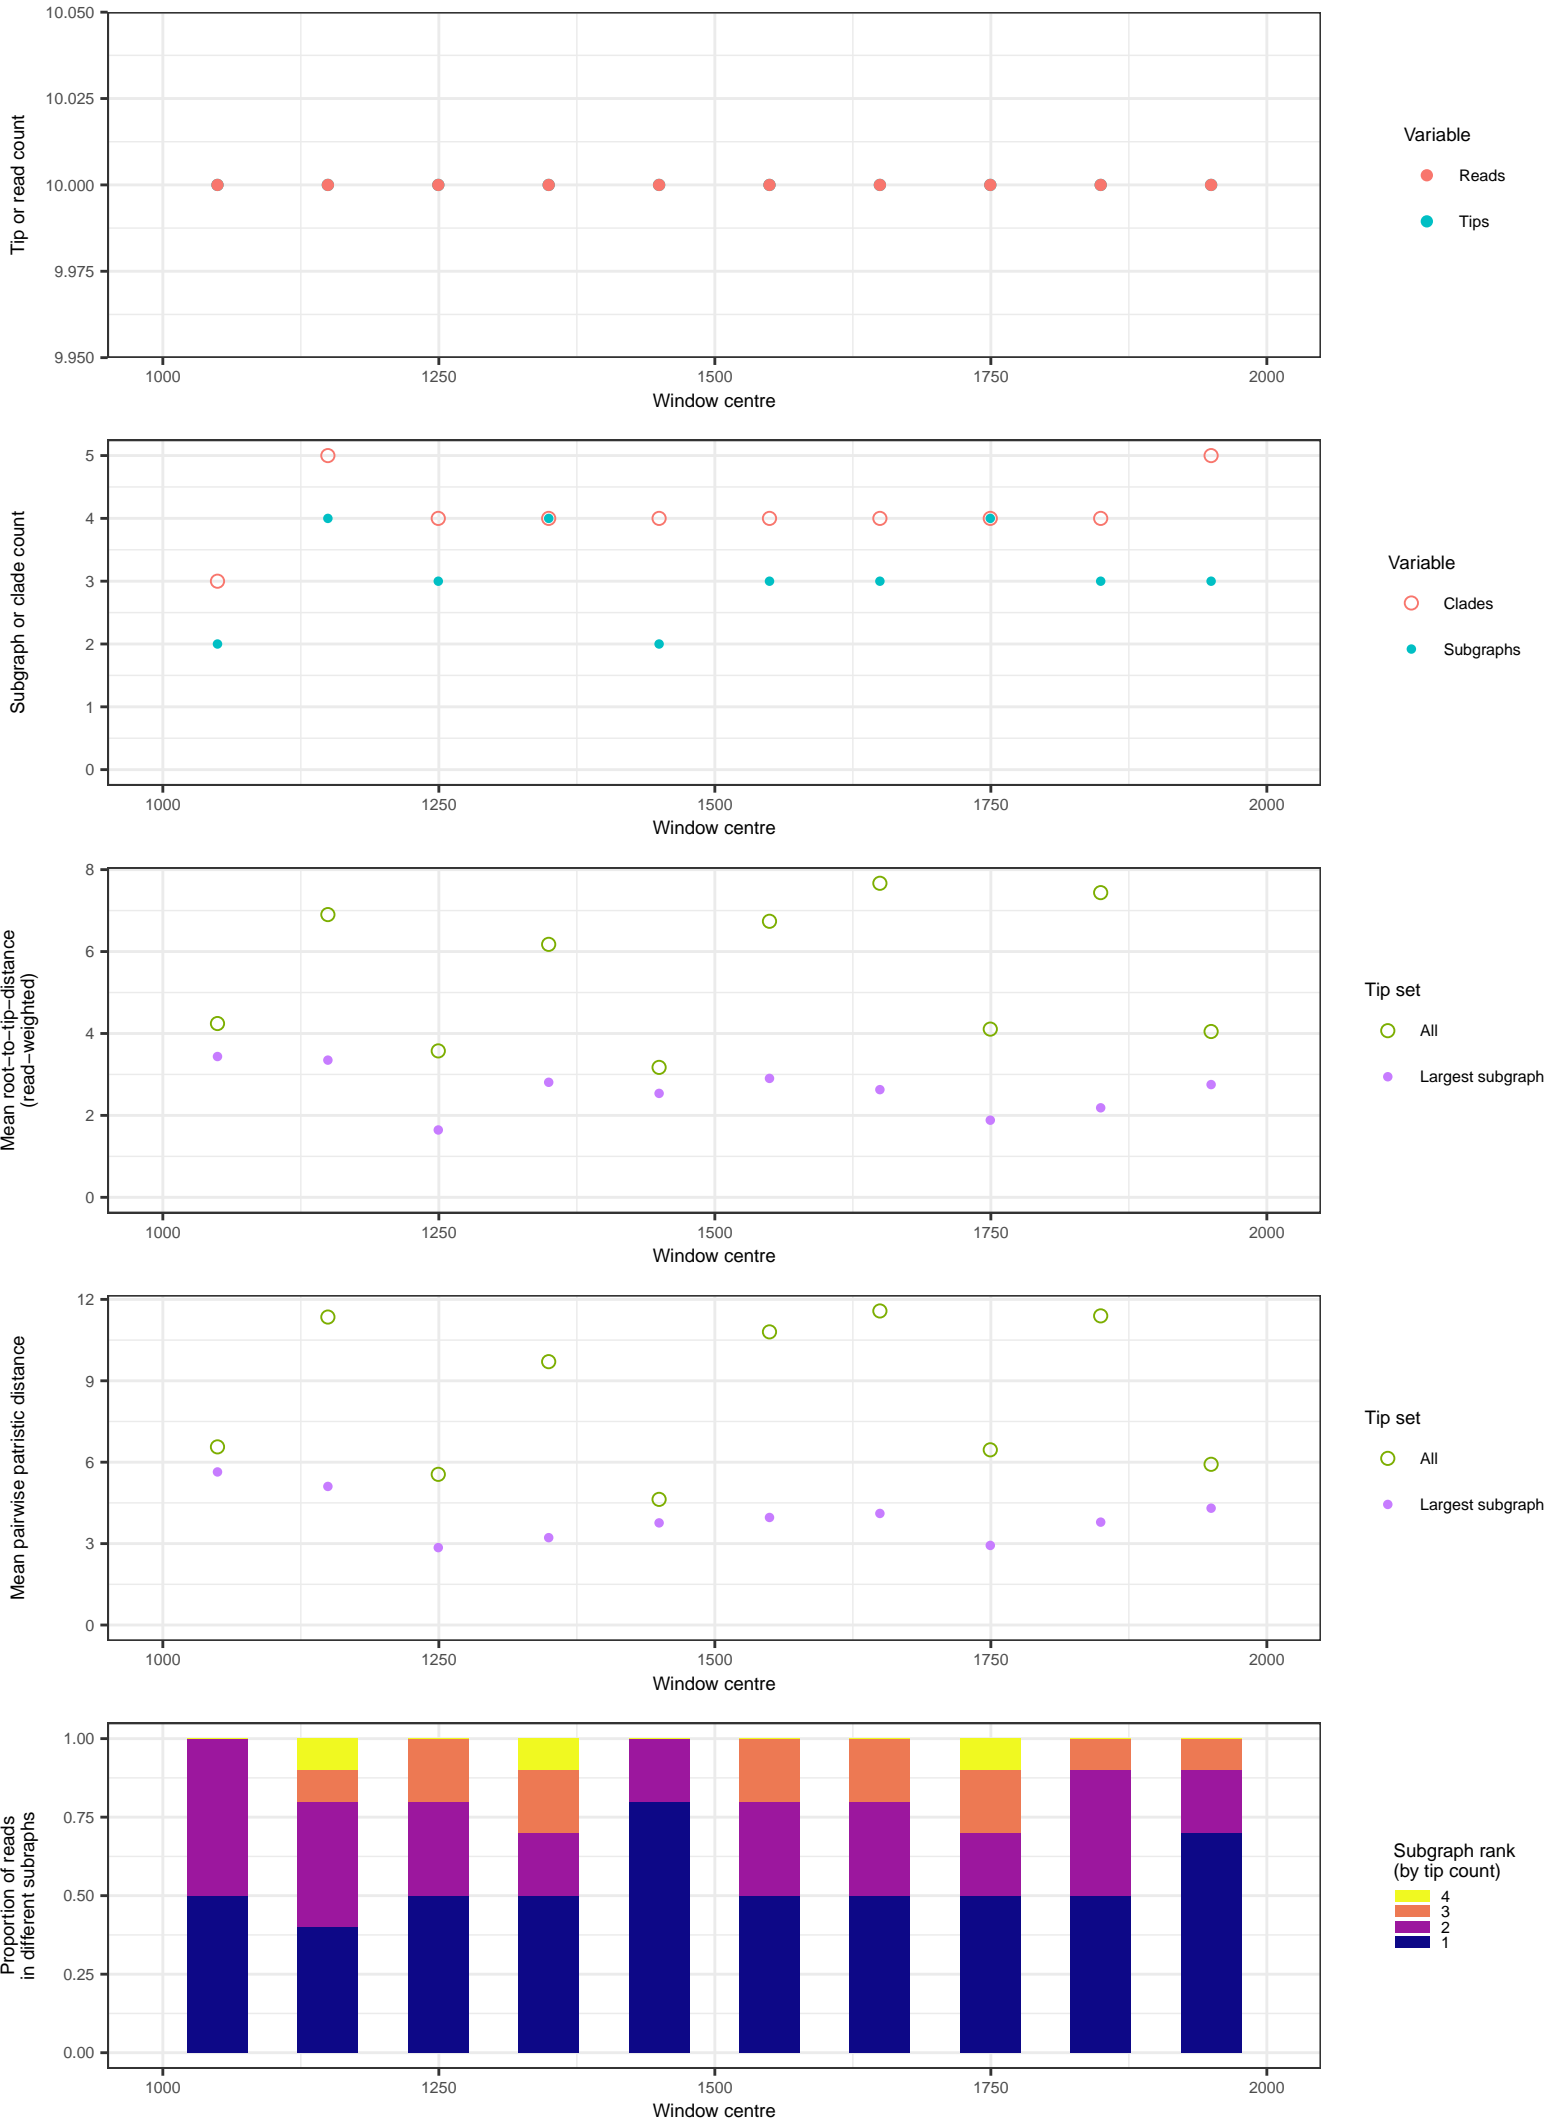 10.050
10.025
10.000
9.975
9.950
Tip or read count
1000 1250 1500 1750 2000
Window centre
Variable
Reads
Tips
5
4
3
2
1
0
Subgraph or clade count
1000 1250 1500 1750 2000
Window centre
Variable
Clades
Subgraphs
8
6
4
2
0
Mean root−to−tip−distance
(read−weighted)
1000 1250 1500 1750 2000
Window centre
Tip set
All
Largest subgraph
12
9
6
3
0
Mean pairwise patristic distance
1000 1250 1500 1750 2000
Window centre
Tip set
All
Largest subgraph
1.00
0.75
0.50
0.25
0.00
Proportion of reads
in different subraphs
1000 1250 1500 1750 2000
Window centre
Subgraph rank
(by tip count)
4
3
2
1